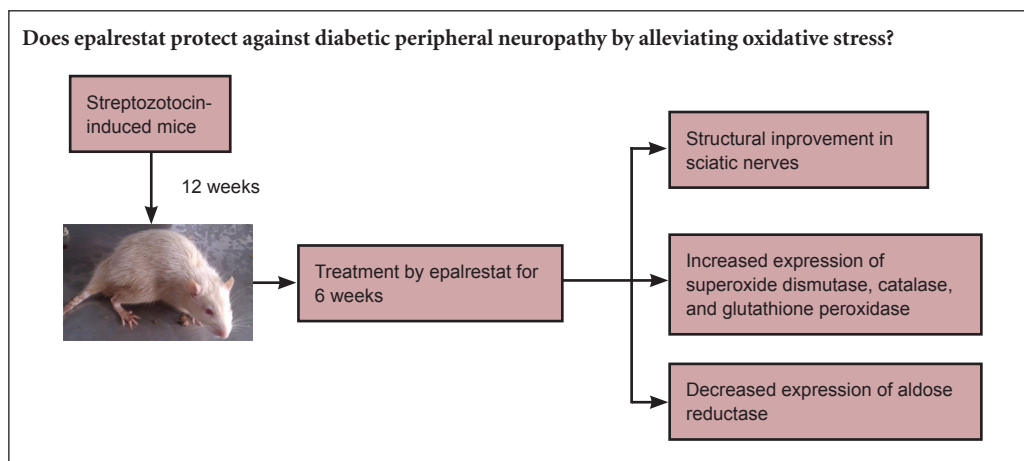 Does epalrestat protect against diabetic peripheral neuropathy by alleviating oxidative stress?
Streptozotocin-
induced mice
12 weeks
Treatment by epalrestat for
6 weeks
Structural inprovement in
sciatic nerves
Increased expression of
superoxide dismutase, catalase,
and glutathione peroxidase
Decreased expression of aldose
reductase